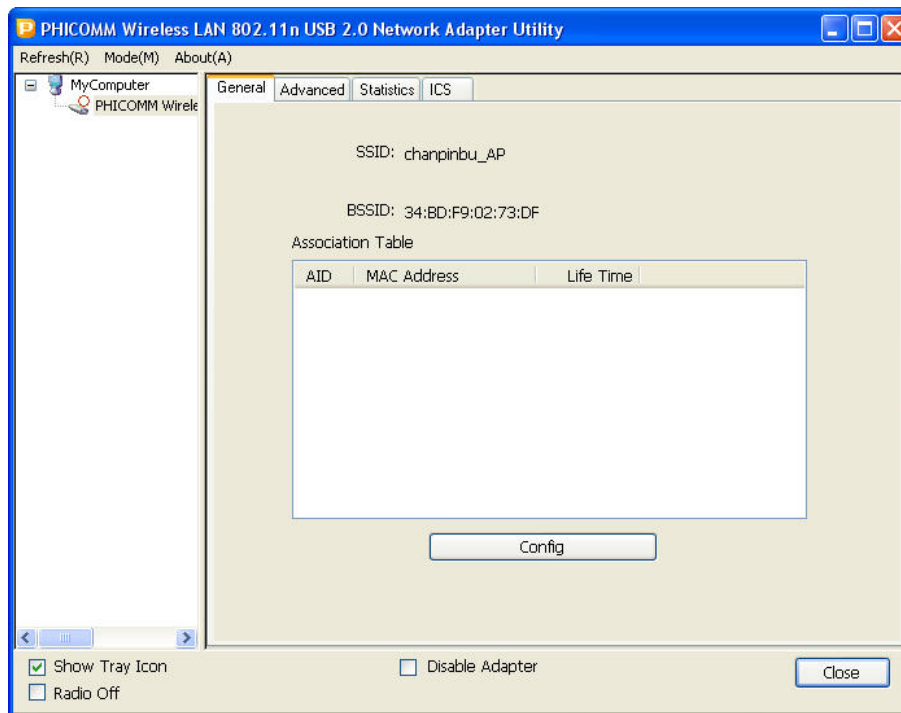 PHICOMM Wireless LAN 802.11n USB 2.0 Network Adapter Utility
Refresh(R) Mode(M) About(A)
MyComputer
PHICOMM Wirele
General Advanced Statistics ICS
SSID: chanpinbu_AP
BSSID: 34:BD:F9:02:73:DF
Association Table
AID MAC Address Life Time
Config
Show Tray Icon
Radio Off
Disable Adapter
Close